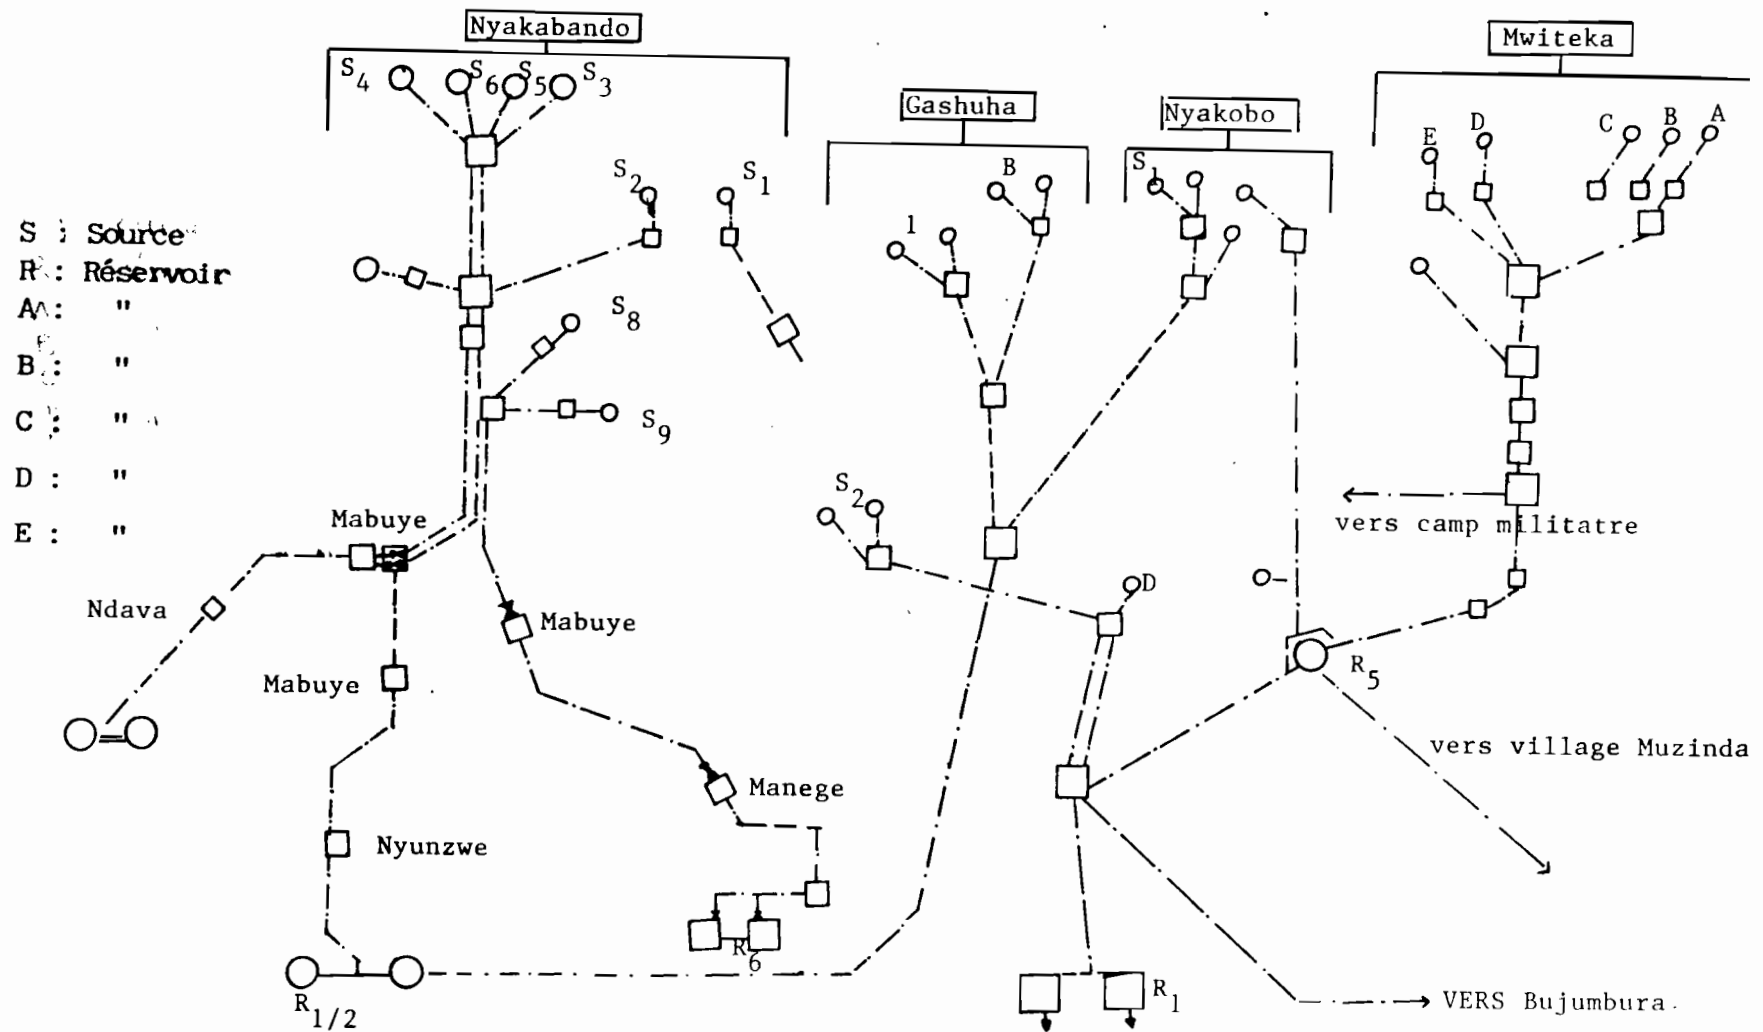 Nyakabando
Mwiteka
Gashuha
Nyakobo
S4
S6
S5
S3
S2
S1
B
1
S1
E
D
C
B
A
S : Source
R : Réservoir
A : "
B : "
C : "
D : "
E : "
S8
S9
S2
Mabuye
vers camp militatre
Ndava
Mabuye
D
Mabuye
R5
vers village Muzinda
Manege
Nyunzwe
R6
R1/2
R1
VERS Bujumbura